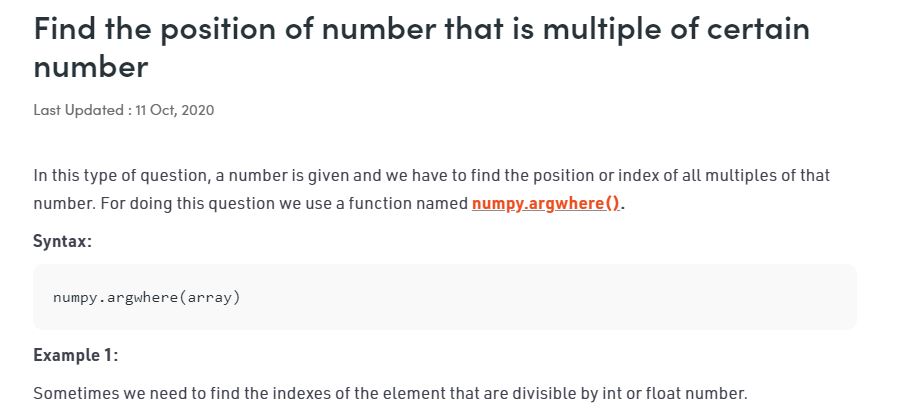 Find the position of number that is multiple of certain
number
Last Updated : 11 Oct, 2020
In this type of question, a number is given and we have to find the position or index of all multiples of that
number. For doing this question we use a function named numpy.argwhere().
Syntax:
numpy.argwhere(array)
Example 1:
Sometimes we need to find the indexes of the element that are divisible by int or float number.